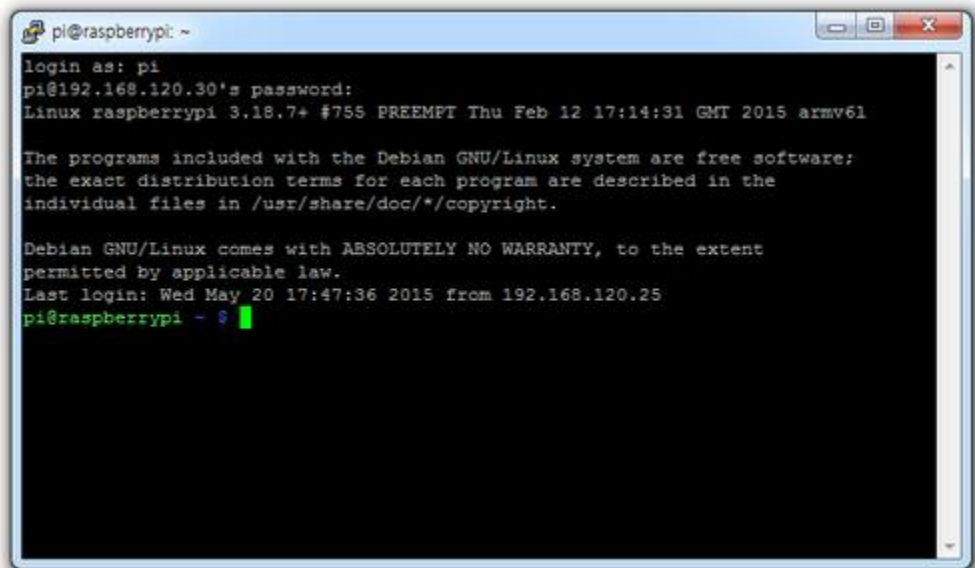 pi@raspberrypi: ~
login as: pi
pi@192.168.120.30's password:
Linux raspberrypi 3.18.7+ #755 PREEMPT Thu Feb 12 17:14:31 GMT 2015 armv6l
The programs included with the Debian GNU/Linux system are free software;
the exact distribution terms for each program are described in the
individual files in /usr/share/doc/*/copyright.
Debian GNU/Linux comes with ABSOLUTELY NO WARRANTY, to the extent
permitted by applicable law.
Last login: Wed May 20 17:47:36 2015 from 192.168.120.25
pi@raspberrypi ~ $